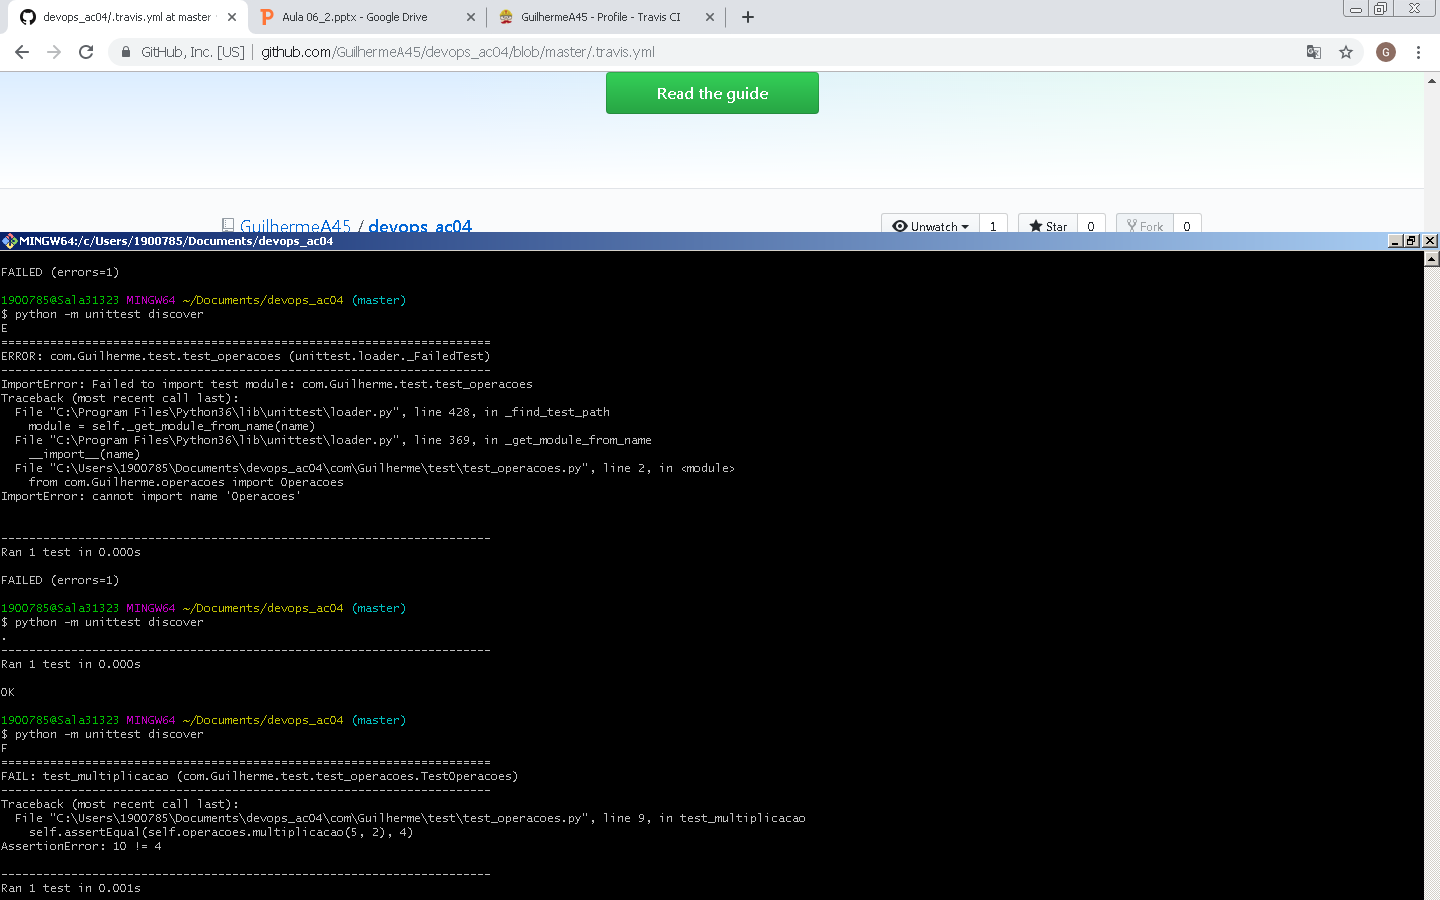 devops_ac04/.travis.yml at master
Aula 06_2.pptx - Google Drive
GuilhermeA45 - Profile - Travis CI
GitHub, Inc. [US] | github.com/GuilhermeA45/devops_ac04/blob/master/.travis.yml
G
Read the guide
GuilhermeA45 / devops_ac04
Unwatch 1 Star 0 Fork 0
MINGW64:/c/Users/1900785/Documents/devops_ac04
FAILED (errors=1)
1900785@Sala31323 MINGW64 ~/Documents/devops_ac04 (master)
$ python -m unittest discover
E
======================================================================
ERROR: com.Guilherme.test.test_operacoes (unittest.loader._FailedTest)
----------------------------------------------------------------------
ImportError: Failed to import test module: com.Guilherme.test.test_operacoes
Traceback (most recent call last):
  File "C:\Program Files\Python36\lib\unittest\loader.py", line 428, in _find_test_path
    module = self._get_module_from_name(name)
  File "C:\Program Files\Python36\lib\unittest\loader.py", line 369, in _get_module_from_name
    __import__(name)
  File "C:\Users\1900785\Documents\devops_ac04\com\Guilherme\test\test_operacoes.py", line 2, in <module>
    from com.Guilherme.operacoes import Operacoes
ImportError: cannot import name 'Operacoes'
----------------------------------------------------------------------
Ran 1 test in 0.000s
FAILED (errors=1)
1900785@Sala31323 MINGW64 ~/Documents/devops_ac04 (master)
$ python -m unittest discover
.
----------------------------------------------------------------------
Ran 1 test in 0.000s
OK
1900785@Sala31323 MINGW64 ~/Documents/devops_ac04 (master)
$ python -m unittest discover
F
======================================================================
FAIL: test_multiplicacao (com.Guilherme.test.test_operacoes.TestOperacoes)
----------------------------------------------------------------------
Traceback (most recent call last):
  File "C:\Users\1900785\Documents\devops_ac04\com\Guilherme\test\test_operacoes.py", line 9, in test_multiplicacao
    self.assertEqual(self.operacoes.multiplicacao(5, 2), 4)
AssertionError: 10 != 4
----------------------------------------------------------------------
Ran 1 test in 0.001s